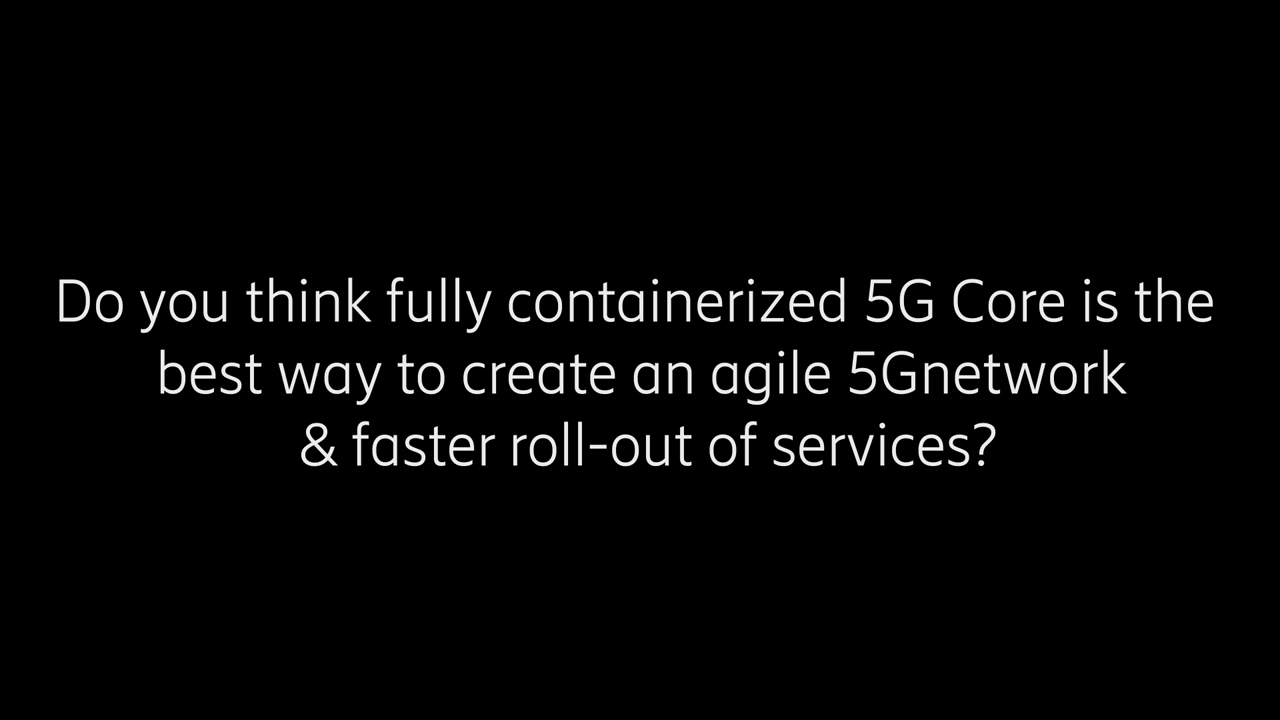 Do you think fully containerized 5G Core is the
best way to create an agile 5Gnetwork
& faster roll-out of services?